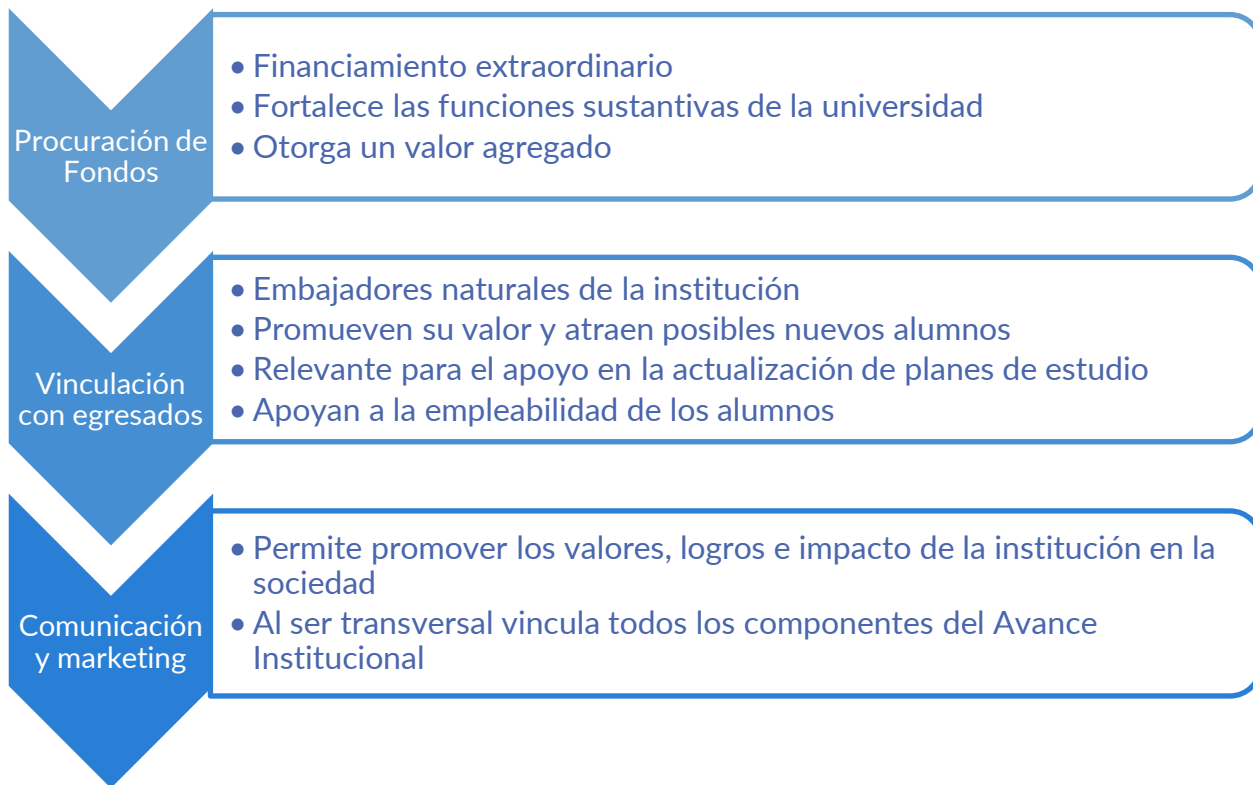 Procuración de
Fondos
• Financiamiento extraordinario
• Fortalece las funciones sustantivas de la universidad
• Otorga un valor agregado
Vinculación
con egresados
• Embajadores naturales de la institución
• Promueven su valor y atraen posibles nuevos alumnos
• Relevante para el apoyo en la actualización de planes de estudio
• Apoyan a la empleabilidad de los alumnos
Comunicación
y marketing
• Permite promover los valores, logros e impacto de la institución en la
sociedad
• Al ser transversal vincula todos los componentes del Avance
Institucional